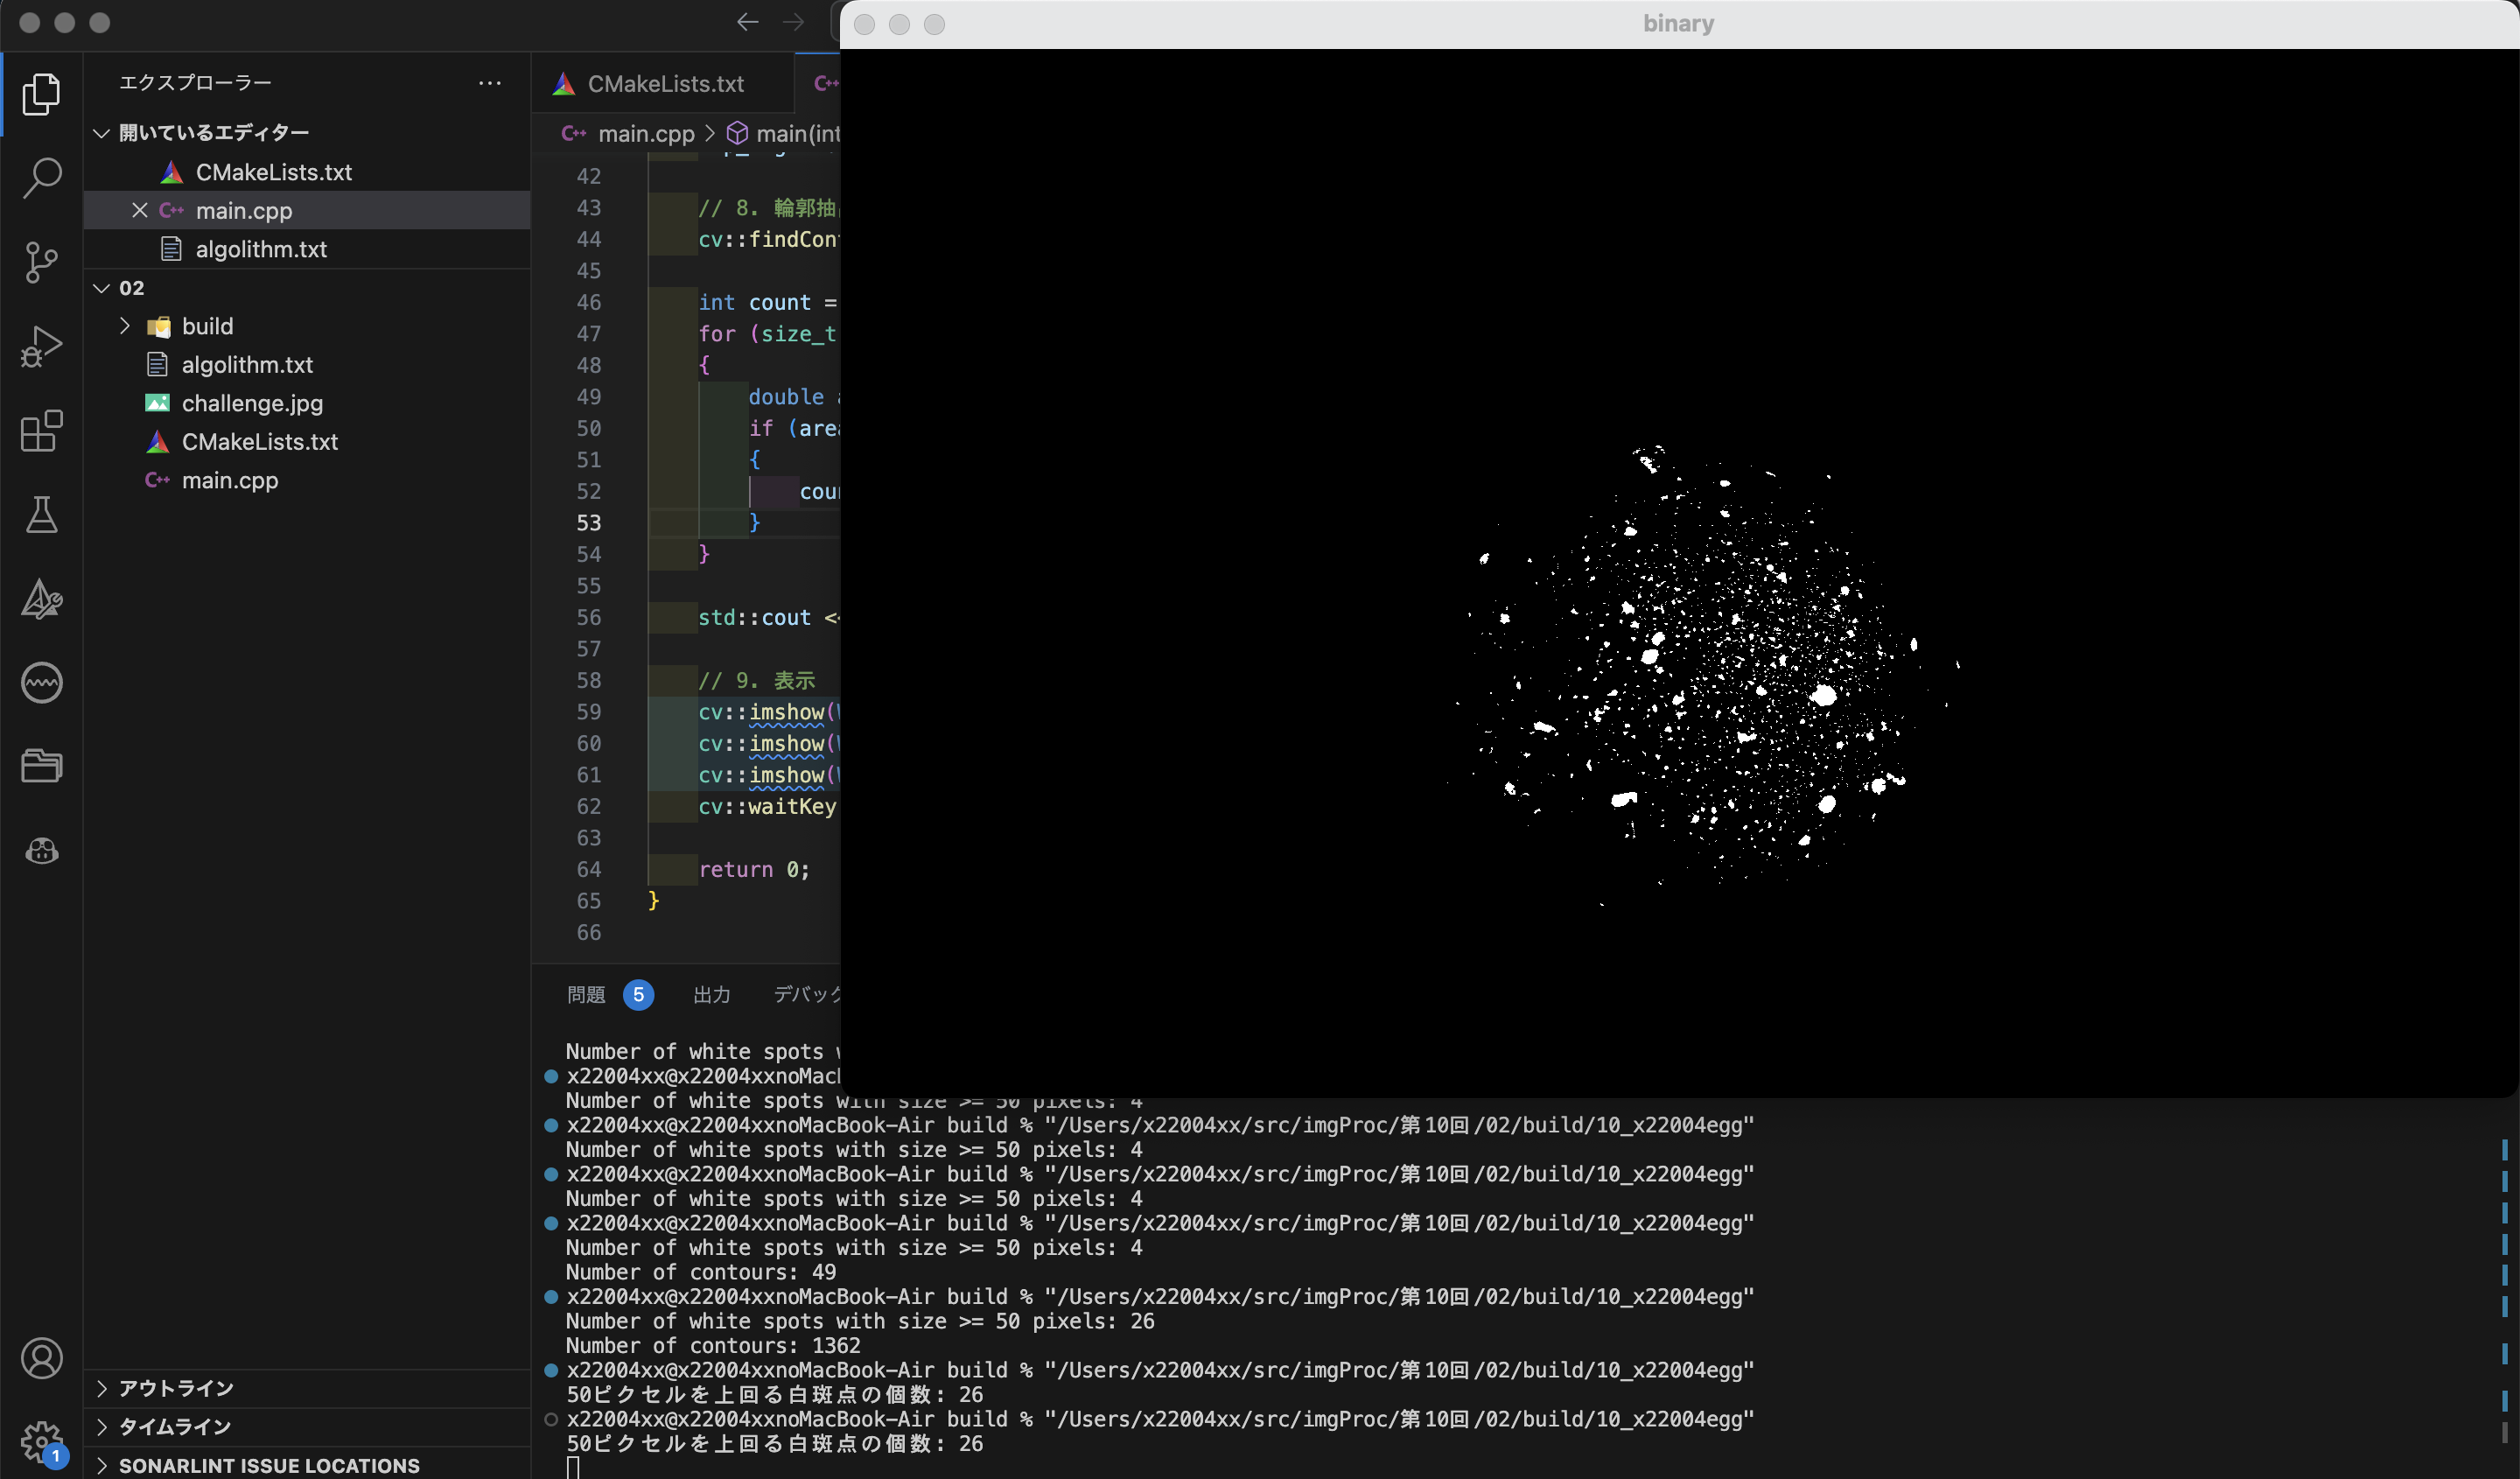 binary
エクスプローラー
開いているエディター
CMakeLists.txt
main.cpp
algolithm.txt
02
build
algolithm.txt
challenge.jpg
CMakeLists.txt
main.cpp
アウトライン
タイムライン
SONARLINT ISSUE LOCATIONS
1
CMakeLists.txt
C++
main.cpp > main(int
42
43 // 8. 輪郭抽
44 cv::findCon
45
46 int count =
47 for (size_t
48 {
49 double
50 if (area
51 {
52 cou
53 }
54 }
55
56 std::cout <
57
58 // 9. 表示
59 cv::imshow(
60 cv::imshow(
61 cv::imshow(
62 cv::waitKey
63
64 return 0;
65 }
66
問題 5 出力 デバッグ
Number of white spots
x22004xx@x22004xxnoMac
Number of white spots with size >= 50 pixels: 4
x22004xx@x22004xxnoMacBook-Air build % "/Users/x22004xx/src/imgProc/第10回/02/build/10_x22004egg"
Number of white spots with size >= 50 pixels: 4
x22004xx@x22004xxnoMacBook-Air build % "/Users/x22004xx/src/imgProc/第10回/02/build/10_x22004egg"
Number of white spots with size >= 50 pixels: 4
x22004xx@x22004xxnoMacBook-Air build % "/Users/x22004xx/src/imgProc/第10回/02/build/10_x22004egg"
Number of white spots with size >= 50 pixels: 4
Number of contours: 49
x22004xx@x22004xxnoMacBook-Air build % "/Users/x22004xx/src/imgProc/第10回/02/build/10_x22004egg"
Number of white spots with size >= 50 pixels: 26
Number of contours: 1362
x22004xx@x22004xxnoMacBook-Air build % "/Users/x22004xx/src/imgProc/第10回/02/build/10_x22004egg"
50ピクセルを上回る白斑点の個数: 26
x22004xx@x22004xxnoMacBook-Air build % "/Users/x22004xx/src/imgProc/第10回/02/build/10_x22004egg"
50ピクセルを上回る白斑点の個数: 26